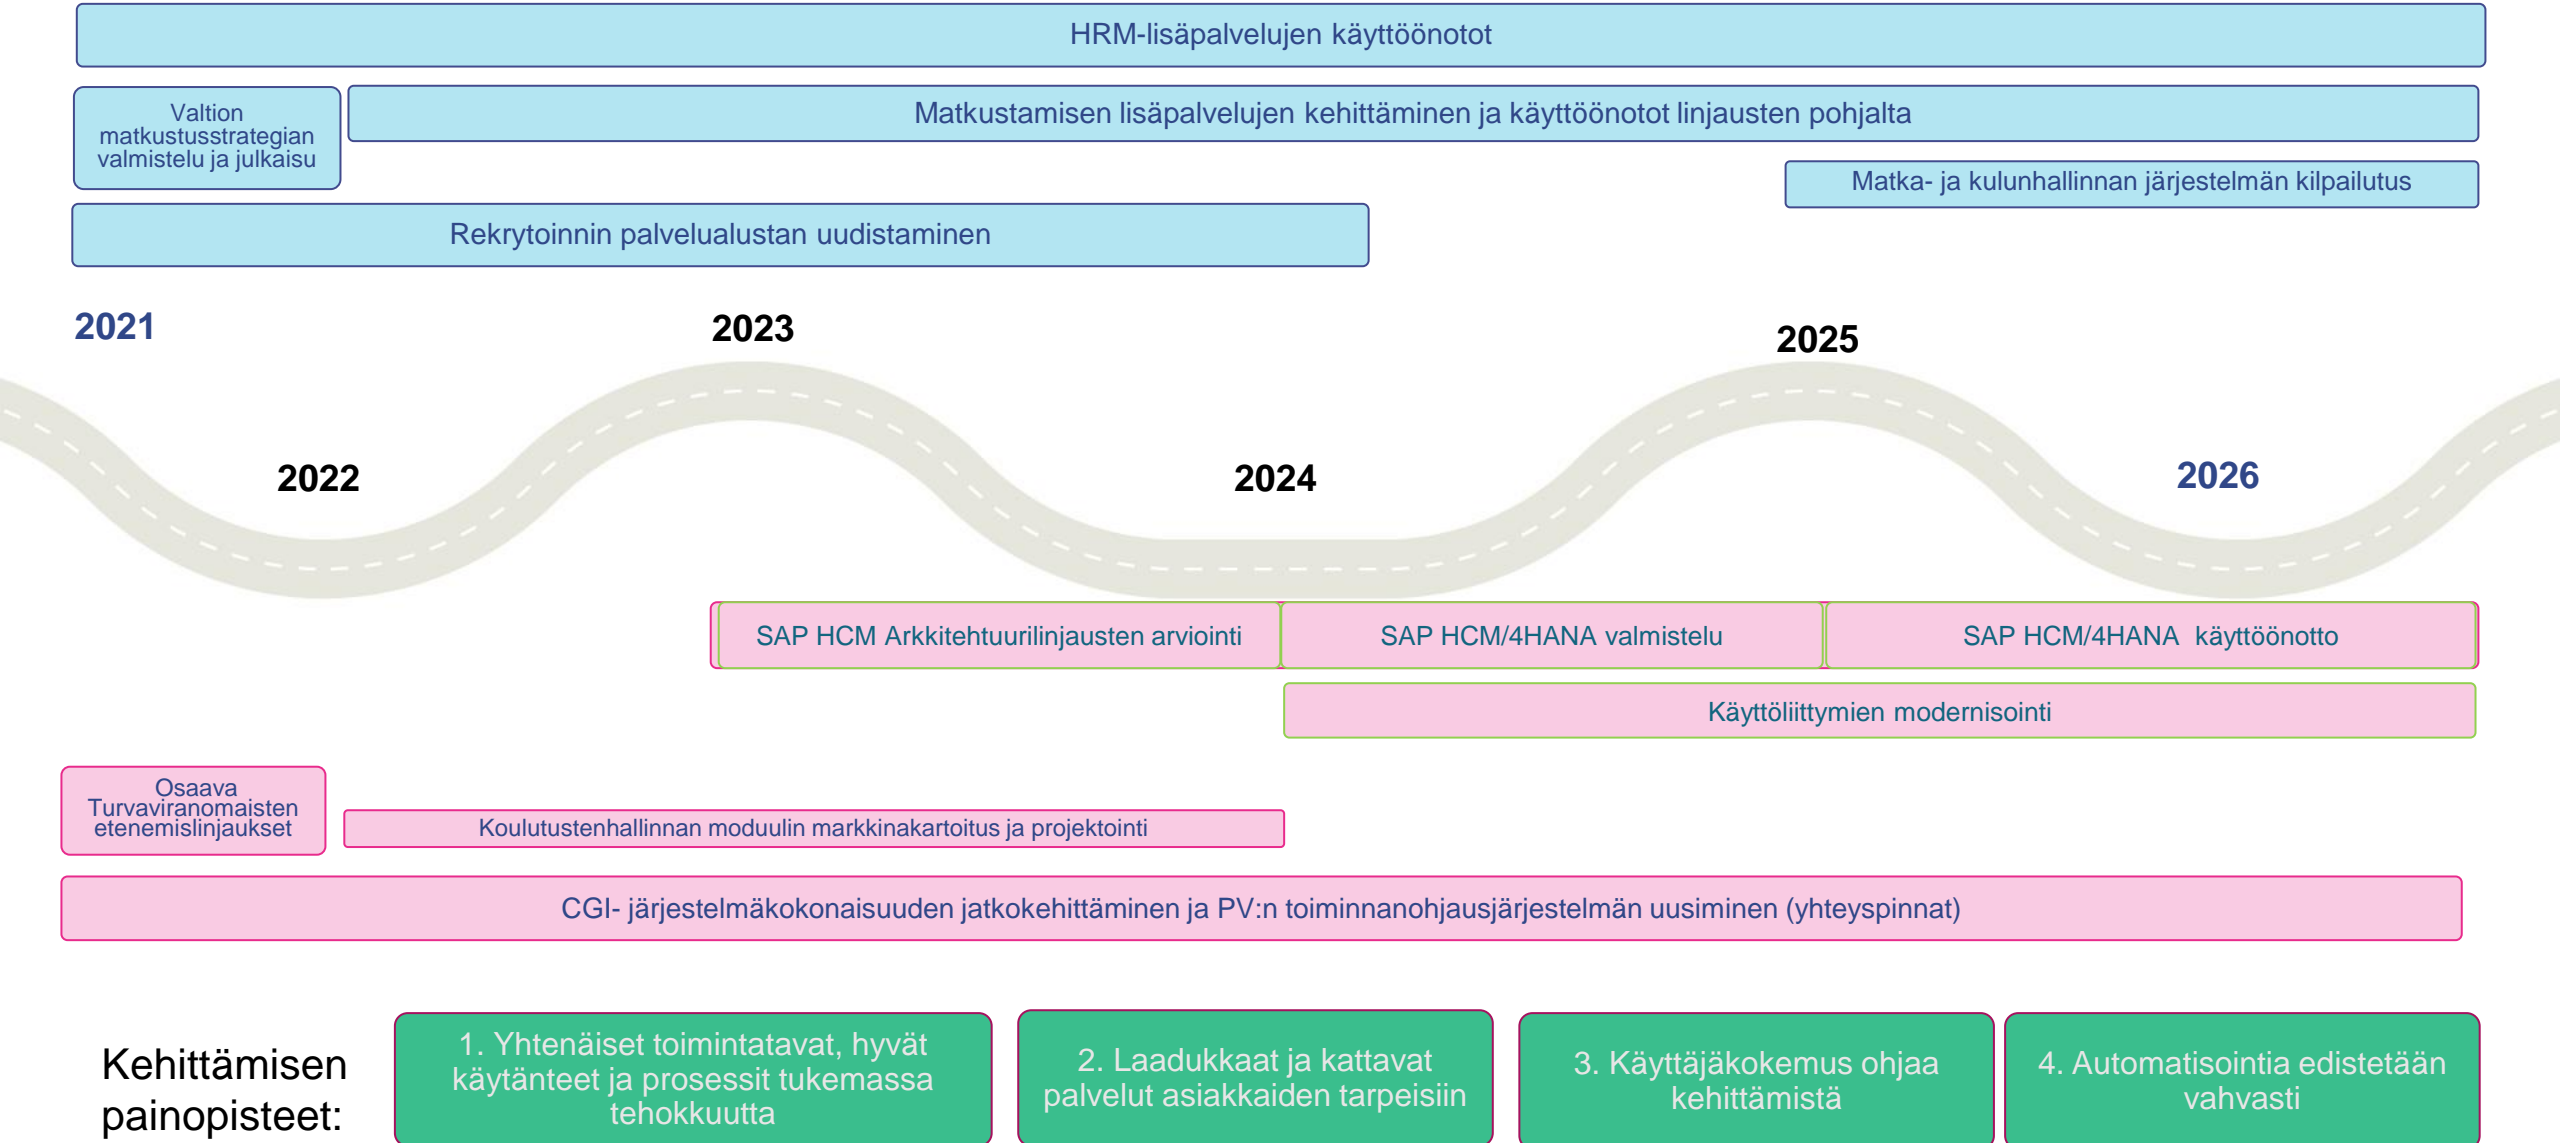 HRM-lisäpalvelujen käyttöönotot
Valtion
matkustusstrategian
valmistelu ja julkaisu
Matkustamisen lisäpalvelujen kehittäminen ja käyttöönotot linjausten pohjalta
Matka- ja kulunhallinnan järjestelmän kilpailutus
Rekrytoinnin palvelualustan uudistaminen
2021
2023
2025
2022
2024
2026
SAP HCM Arkkitehtuurilinjausten arviointi
SAP HCM/4HANA valmistelu
SAP HCM/4HANA käyttöönotto
Käyttöliittymien modernisointi
Osaava
Turvaviranomaisten
etenemislinjaukset
Koulutustenhallinnan moduulin markkinakartoitus ja projektointi
CGI- järjestelmäkokonaisuuden jatkokehittäminen ja PV:n toiminnanohjausjärjestelmän uusiminen (yhteyspinnat)
Kehittämisen
painopisteet:
1. Yhtenäiset toimintatavat, hyvät
käytänteet ja prosessit tukemassa
tehokkuutta
2. Laadukkaat ja kattavat
palvelut asiakkaiden tarpeisiin
3. Käyttäjäkokemus ohjaa
kehittämistä
4. Automatisointia edistetään
vahvasti